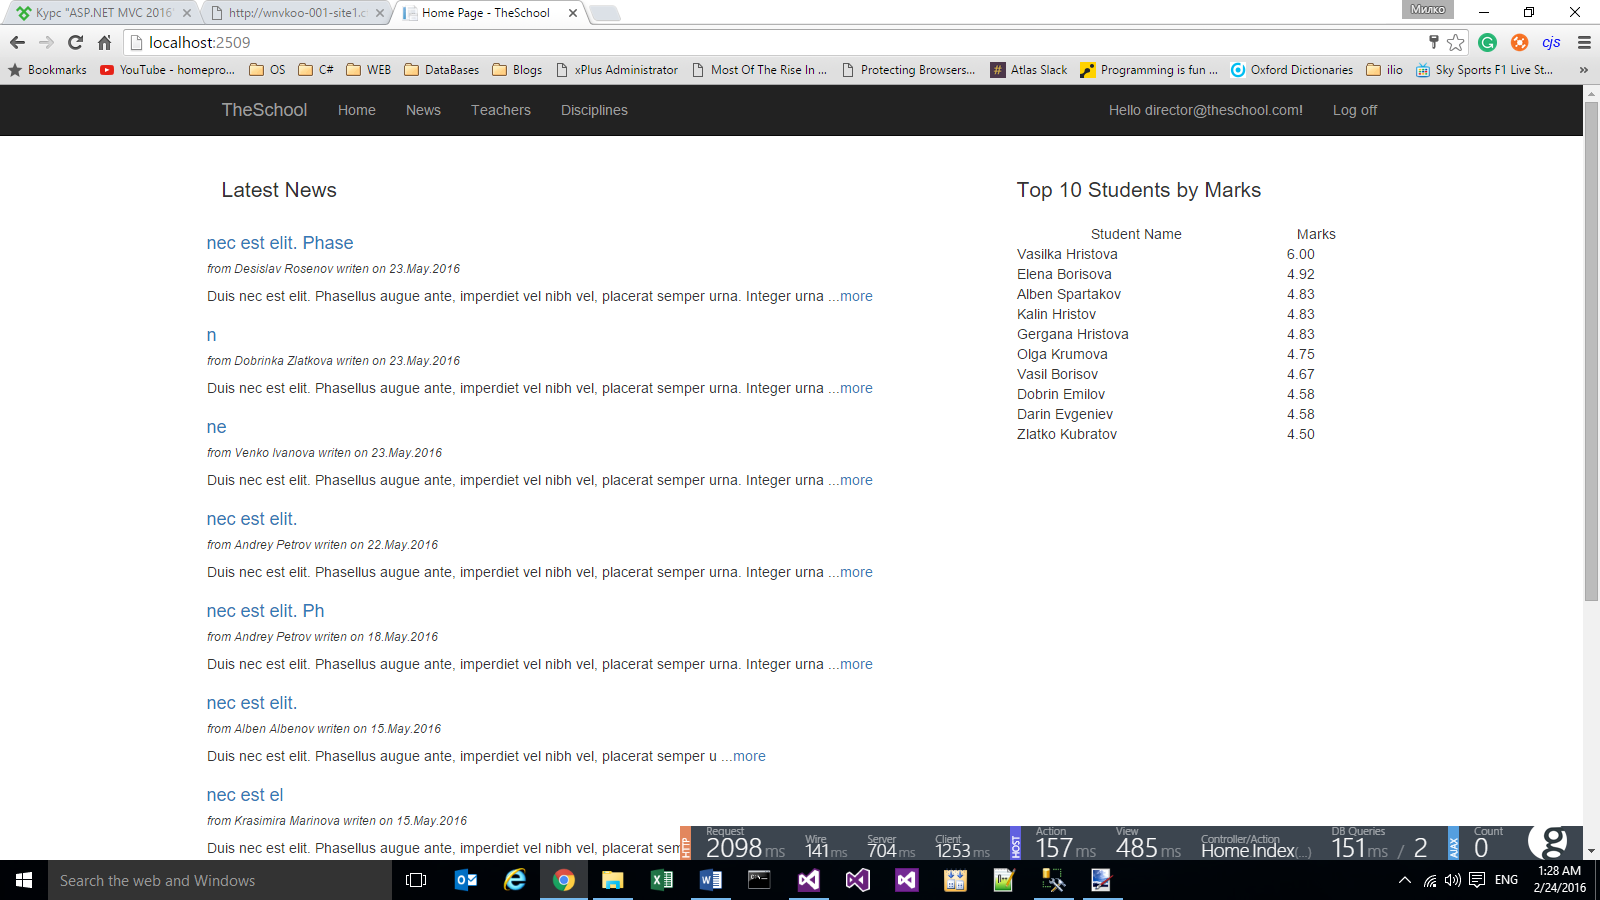 Курс "ASP.NET MVC 2016"
http://wnvkoo-001-site1.c
Home Page - TheSchool
Милко
localhost:2509
cjs
Bookmarks YouTube - homepro... OS C# WEB DataBases Blogs xPlus Administrator Most Of The Rise In ... Protecting Browsers... Atlas Slack Programming is fun ... Oxford Dictionaries ilio Sky Sports F1 Live St... »
TheSchool Home News Teachers Disciplines Hello director@theschool.com! Log off
Latest News
nec est elit. Phase
from Desislav Rosenov writen on 23.May.2016
Duis nec est elit. Phasellus augue ante, imperdiet vel nibh vel, placerat semper urna. Integer urna ...more
n
from Dobrinka Zlatkova writen on 23.May.2016
Duis nec est elit. Phasellus augue ante, imperdiet vel nibh vel, placerat semper urna. Integer urna ...more
ne
from Venko Ivanova writen on 23.May.2016
Duis nec est elit. Phasellus augue ante, imperdiet vel nibh vel, placerat semper urna. Integer urna ...more
nec est elit.
from Andrey Petrov writen on 22.May.2016
Duis nec est elit. Phasellus augue ante, imperdiet vel nibh vel, placerat semper urna. Integer urna ...more
nec est elit. Ph
from Andrey Petrov writen on 18.May.2016
Duis nec est elit. Phasellus augue ante, imperdiet vel nibh vel, placerat semper urna. Integer urna ...more
nec est elit.
from Alben Albenov writen on 15.May.2016
Duis nec est elit. Phasellus augue ante, imperdiet vel nibh vel, placerat semper u ...more
nec est el
from Krasimira Marinova writen on 15.May.2016
Duis nec est elit. Phasellus augue ante, imperdiet vel nibh vel, placerat sem
Top 10 Students by Marks
Student Name Marks
Vasilka Hristova 6.00
Elena Borisova 4.92
Alben Spartakov 4.83
Kalin Hristov 4.83
Gergana Hristova 4.83
Olga Krumova 4.75
Vasil Borisov 4.67
Dobrin Emilov 4.58
Darin Evgeniev 4.58
Zlatko Kubratov 4.50
HTTP
Request
2098 ms
Wire
141 ms
Server
704 ms
Client
1253 ms
HOST
Action
157 ms
View
485 ms
Controller/Action
Home.Index(...)
DB Queries
151 ms / 2
AJAX
Count
0
g
Search the web and Windows
ENG
1:28 AM
2/24/2016